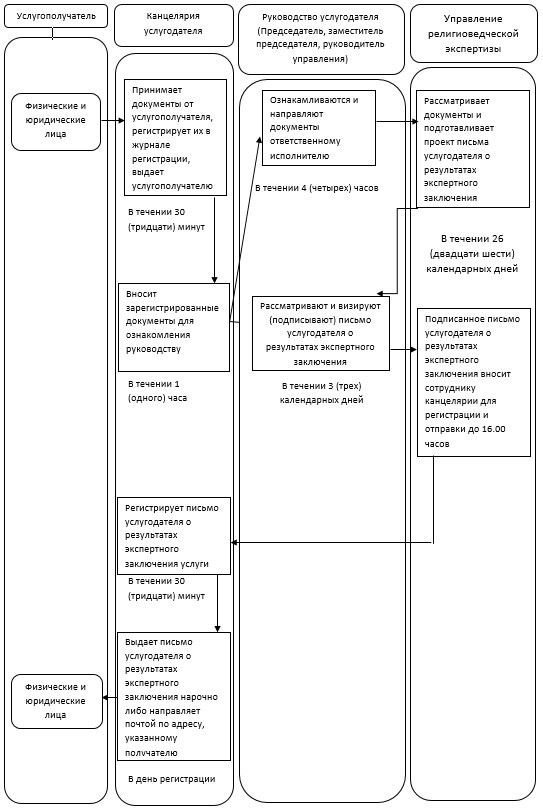 Услугополучатель
Канцелярия
услугодателя
Руководство услугодателя
(Председатель, заместитель
председателя, руководитель
управления)
Управление
религиоведческой
экспертизы
Физические и
юридические
лица
Принимает
документы от
услугополучателя,
регистрирует их в
журнале
регистрации,
выдает
услугополучателю
В течении 30
(тридцати) минут
Ознакамливаются и
направляют
документы
ответственному
исполнителю
В течении 4 (четырех) часов
Рассматривает
документы и
подготавливает
проект письма
услугодателя о
результатах
экспертного
заключения
В течении 26
(двадцати шести)
календарных дней
Вносит
зарегистрированные
документы для
ознакомления
руководству
В течении 1
(одного) часа
Рассматривают и визируют
(подписывают) письмо
услугодателя о
результатах экспертного
заключения
В течении 3 (трех)
календарных дней
Подписанное письмо
услугодателя о
результатах
экспертного
заключения вносит
сотруднику
канцелярии для
регистрации и
отправки до 16.00
часов
Регистрирует письмо
услугодателя о
результатах
экспертного
заключения услуги
В течении 30
(тридцати) минут
Выдает письмо
услугодателя о
результатах
экспертного
заключения нарочно
либо направляет
почтой по адресу,
указанному
получателю
В день регистрации
Физические и
юридические
лица